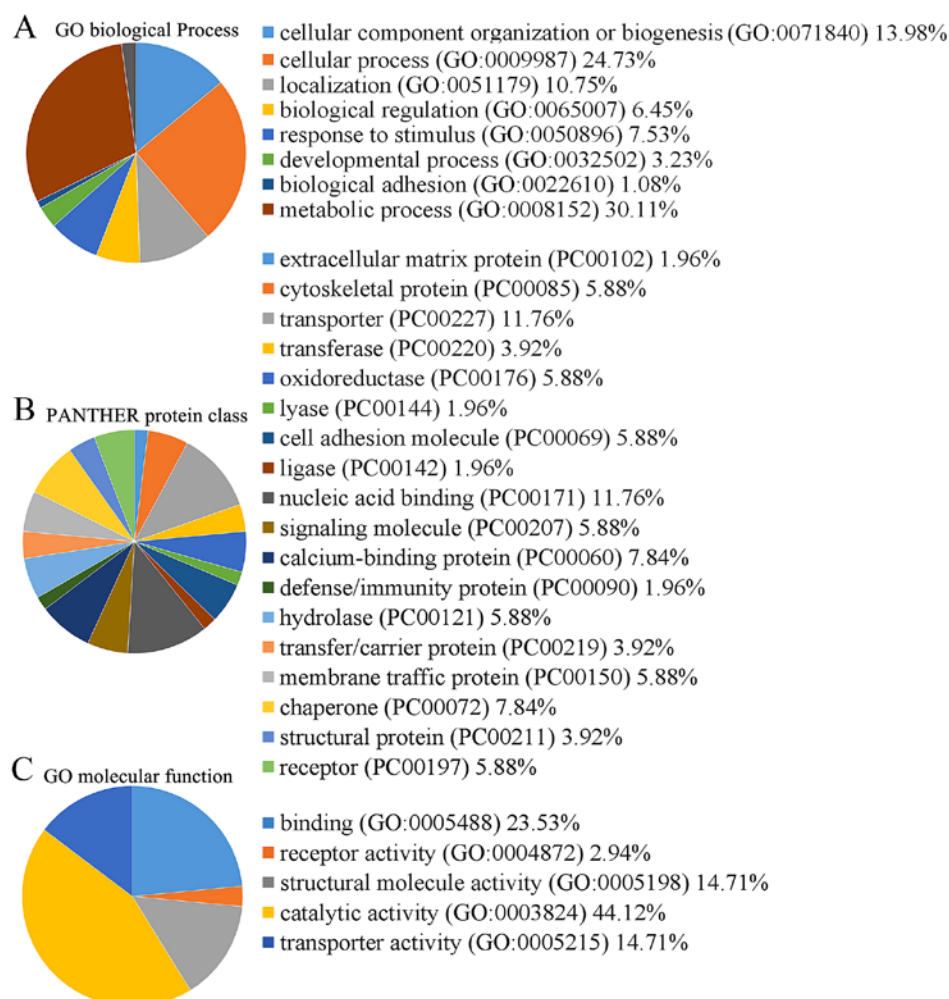 A GO biological Process
cellular component organization or biogenesis (GO:0071840) 13.98%
cellular process (GO:0009987) 24.73%
localization (GO:0051179) 10.75%
biological regulation (GO:0065007) 6.45%
response to stimulus (GO:0050896) 7.53%
developmental process (GO:0032502) 3.23%
biological adhesion (GO:0022610) 1.08%
metabolic process (GO:0008152) 30.11%
B PANTHER protein class
extracellular matrix protein (PC00102) 1.96%
cytoskeletal protein (PC00085) 5.88%
transporter (PC00227) 11.76%
transferase (PC00220) 3.92%
oxidoreductase (PC00176) 5.88%
lyase (PC00144) 1.96%
cell adhesion molecule (PC00069) 5.88%
ligase (PC00142) 1.96%
nucleic acid binding (PC00171) 11.76%
signaling molecule (PC00207) 5.88%
calcium-binding protein (PC00060) 7.84%
defense/immunity protein (PC00090) 1.96%
hydrolase (PC00121) 5.88%
transfer/carrier protein (PC00219) 3.92%
membrane traffic protein (PC00150) 5.88%
chaperone (PC00072) 7.84%
structural protein (PC00211) 3.92%
receptor (PC00197) 5.88%
C GO molecular function
binding (GO:0005488) 23.53%
receptor activity (GO:0004872) 2.94%
structural molecule activity (GO:0005198) 14.71%
catalytic activity (GO:0003824) 44.12%
transporter activity (GO:0005215) 14.71%